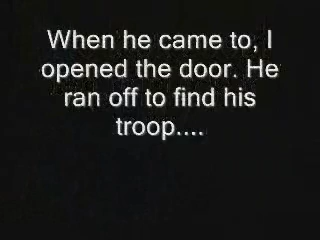 When he came to, I
opened the door. He
ran off to find his
troop....